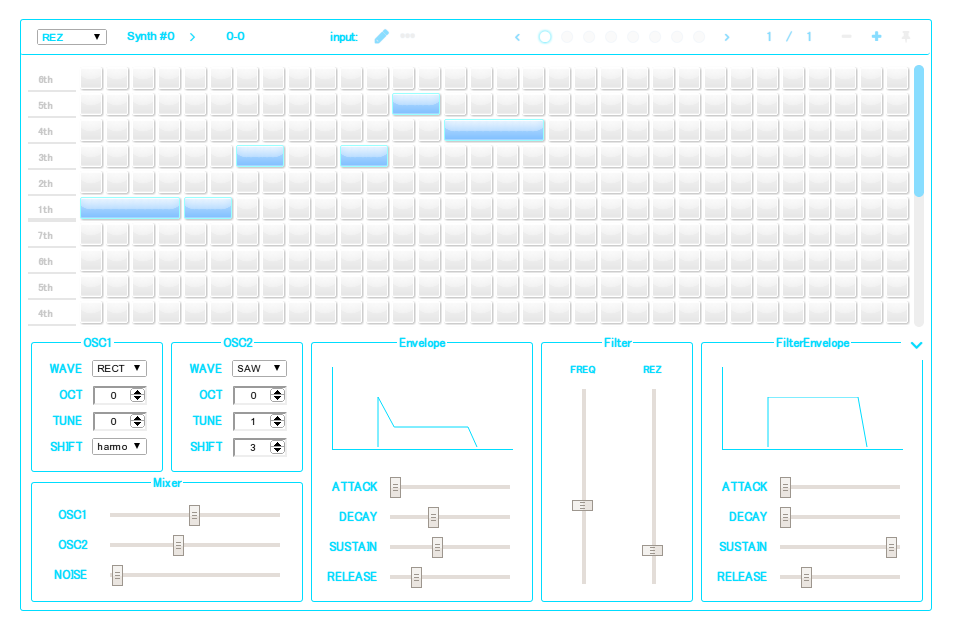 REZ ▼ Synth #0 > 0-0 input: < > 1 / 1 − +
6th
5th
4th
3th
2th
1th
7th
6th
5th
4th
OSC1 OSC2 Envelope Filter FilterEnvelope
WAVE RECT ▼ WAVE SAW ▼ FREQ REZ
OCT 0 OCT 0
TUNE 0 TUNE 1
SHIFT harmo ▼ SHIFT 3
Mixer
ATTACK ATTACK
OSC1
DECAY DECAY
OSC2
SUSTAIN SUSTAIN
NOISE
RELEASE RELEASE